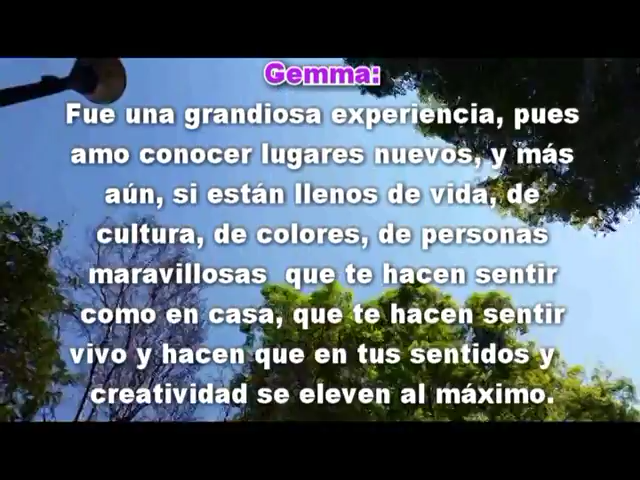 Gemma:
Fue una grandiosa experiencia, pues
amo conocer lugares nuevos, y más
aún, si están llenos de vida, de
cultura, de colores, de personas
maravillosas que te hacen sentir
como en casa, que te hacen sentir
vivo y hacen que en tus sentidos y
creatividad se eleven al máximo.